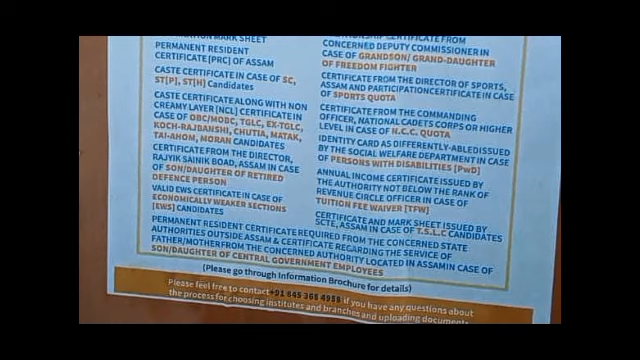 MARK SHEET
PERMANENT RESIDENT
CERTIFICATE [PRC] OF ASSAM
CASTE CERTIFICATE IN CASE OF SC,
ST[P], ST[H] Candidates
CASTE CERTIFICATE ALONG WITH NON
CREAMY LAYER [NCL] CERTIFICATE IN
CASE OF OBC/MOBC, TGLC, EX-TGLC,
KOCH-RAJBANSHI, CHUTIA, MATAK,
TAI-AHOM, MORAN CANDIDATES
CERTIFICATE FROM THE DIRECTOR,
RAJYIK SAINIK BOAD, ASSAM IN CASE
OF SON/DAUGHTER OF RETIRED
DEFENCE PERSON
VALID EWS CERTIFICATE IN CASE OF
ECONOMICALLY WEAKER SECTIONS
[EWS] CANDIDATES
CERTIFICATE FROM
CONCERNED DEPUTY COMMISSIONER IN
CASE OF GRANDSON/ GRAND-DAUGHTER
OF FREEDOM FIGHTER
CERTIFICATE FROM THE DIRECTOR OF SPORTS,
ASSAM AND PARTICIPATIONCERTIFICATE IN CASE
OF SPORTS QUOTA
CERTIFICATE FROM THE COMMANDING
OFFICER, NATIONAL CADETS CORPS OR HIGHER
LEVEL IN CASE OF N.C.C. QUOTA
IDENTITY CARD AS DIFFERENTLY-ABLEDISSUED
BY THE SOCIAL WELFARE DEPARTMENT IN CASE
OF PERSONS WITH DISABILITIES [PwD]
ANNUAL INCOME CERTIFICATE ISSUED BY
THE AUTHORITY NOT BELOW THE RANK OF
REVENUE CIRCLE OFFICER IN CASE OF
TUITION FEE WAIVER [TFW]
CERTIFICATE AND MARK SHEET ISSUED BY
SCTE, ASSAM IN CASE OF T.S.L.C CANDIDATES
PERMANENT RESIDENT CERTIFICATE REQUIRED FROM THE CONCERNED STATE
AUTHORITIES OUTSIDE ASSAM & CERTIFICATE REGARDING THE SERVICE OF
FATHER/MOTHER FROM THE CONCERNED AUTHORITY LOCATED IN ASSAMIN CASE OF
SON/DAUGHTER OF CENTRAL GOVERNMENT EMPLOYEES
(Please go through Information Brochure for details)
Please feel free to contact if you have any questions about
the process for choosing institutes and branches and uploading documents